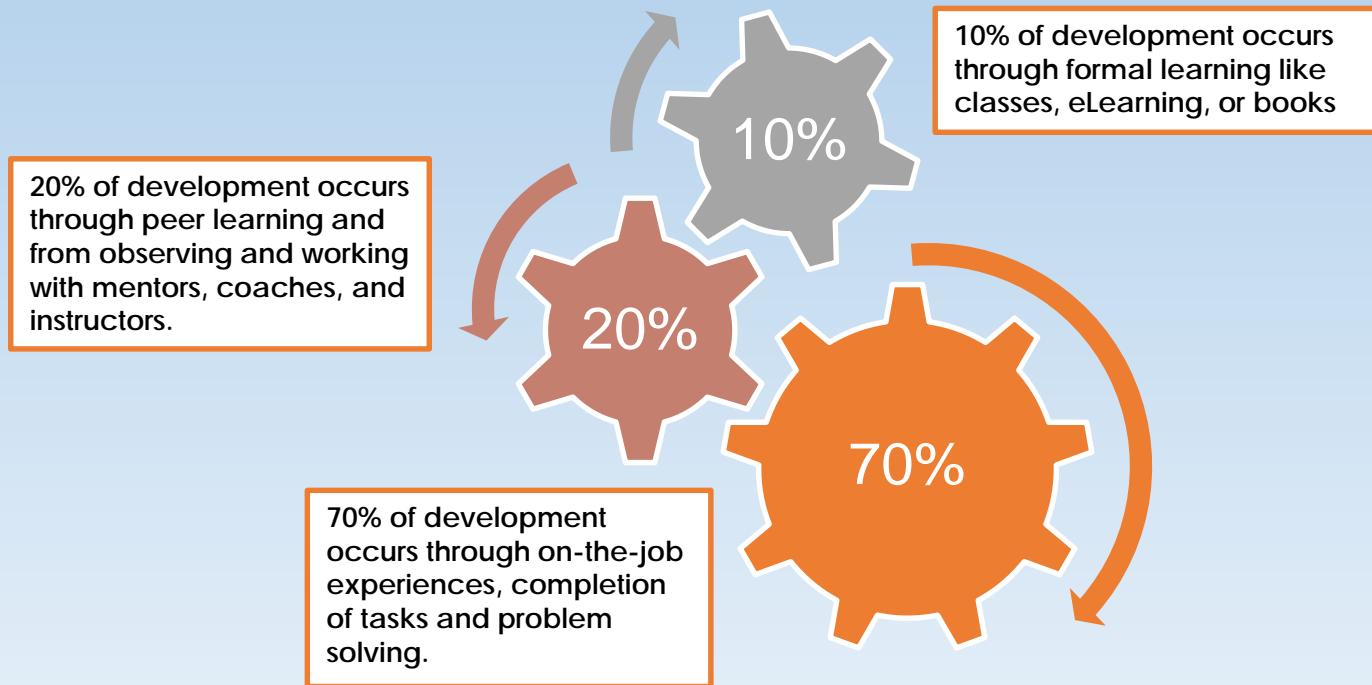 10% of development occurs
through formal learning like
classes, eLearning, or books
10%
20% of development occurs
through peer learning and
from observing and working
with mentors, coaches, and
instructors.
20%
70%
70% of development
occurs through on-the-job
experiences, completion
of tasks and problem
solving.